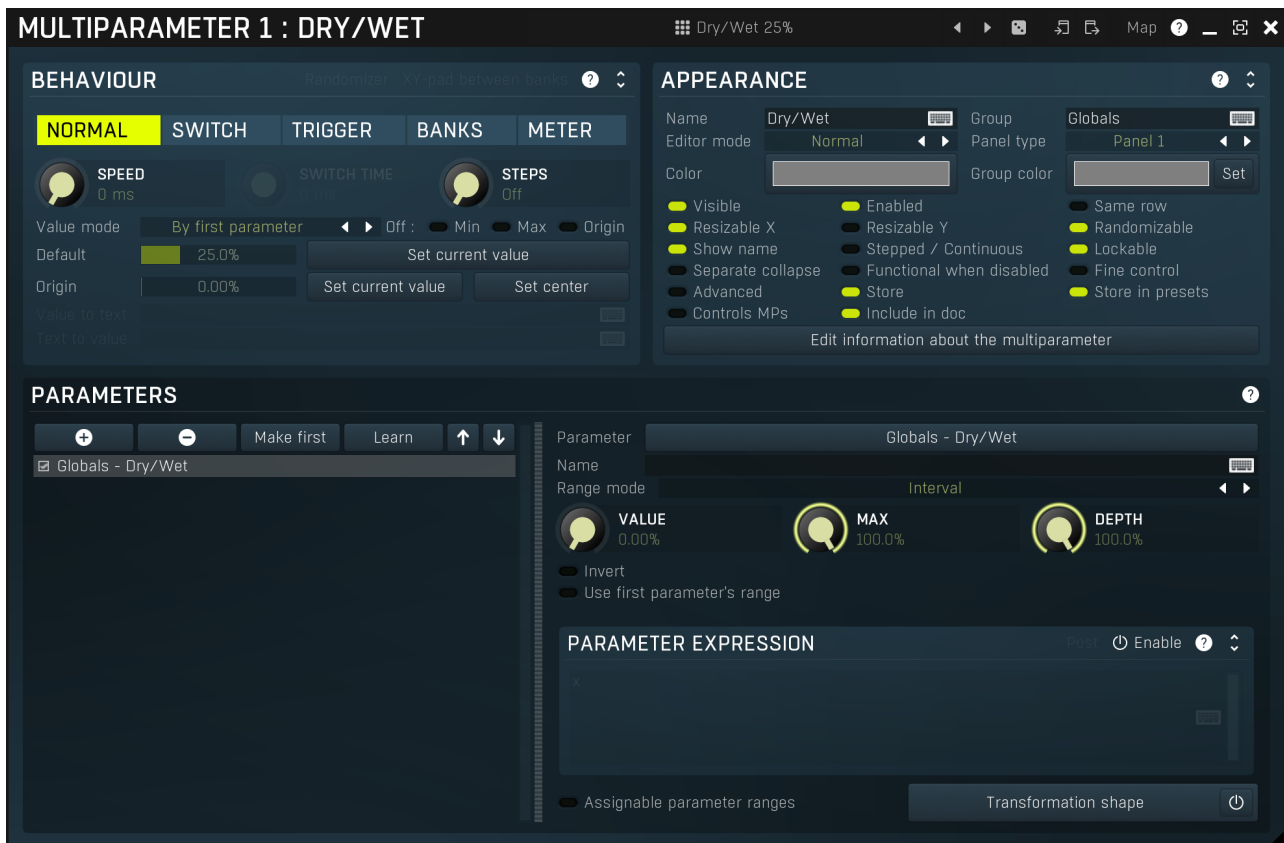 MULTIPARAMETER 1 : DRY/WET
Dry/Wet 25%
Map ?
BEHAVIOUR
Randomizer XY-pad between banks ?
NORMAL SWITCH TRIGGER BANKS METER
SPEED
0 ms
SWITCH TIME
STEPS
Off
Value mode By first parameter Off : Min Max Origin
Default 25.0% Set current value
Origin 0.00% Set current value Set center
Value to text
Text to value
APPEARANCE ?
Name Dry/Wet Group Globals
Editor mode Normal Panel type Panel 1
Color Group color Set
Visible Enabled Same row
Resizable X Resizable Y Randomizable
Show name Stepped / Continuous Lockable
Separate collapse Functional when disabled Fine control
Advanced Store Store in presets
Controls MPs Include in doc
Edit information about the multiparameter
PARAMETERS ?
Make first Learn
Globals - Dry/Wet
Parameter Globals - Dry/Wet
Name
Range mode Interval
VALUE
0.00%
MAX
100.0%
DEPTH
100.0%
Invert
Use first parameter's range
PARAMETER EXPRESSION Post Enable ?
x
Assignable parameter ranges Transformation shape